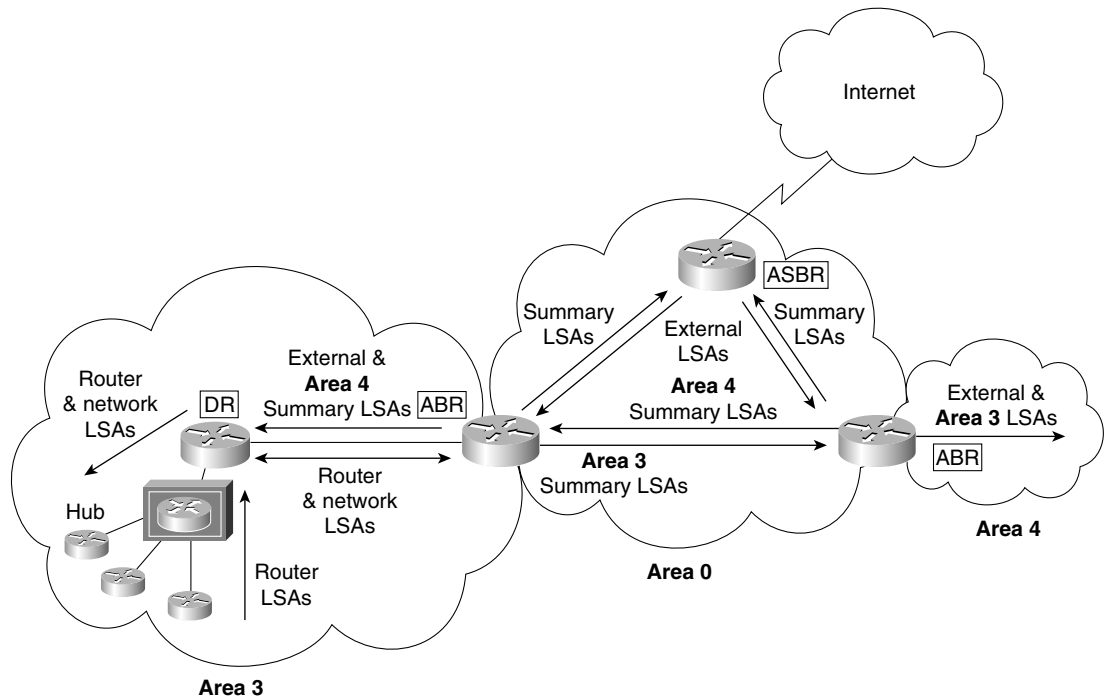 Internet
ASBR
Summary
LSAs
External
LSAs
Summary
LSAs
External &
Area 4
Summary LSAs
ABR
Router
& network
LSAs
DR
Area 4
Summary LSAs
External &
Area 3 LSAs
ABR
Area 3
Summary LSAs
Router
& network
LSAs
Hub
Router
LSAs
Area 4
Area 0
Area 3